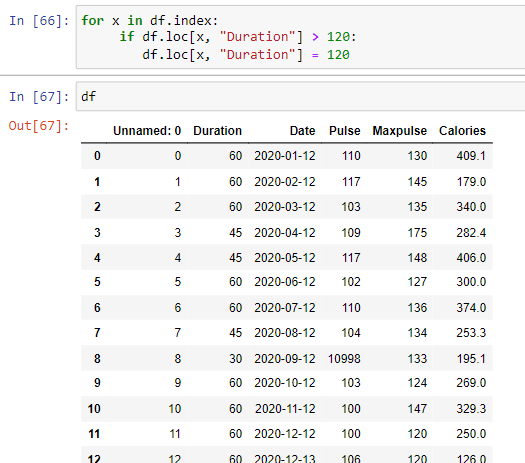 In [66]: for x in df.index:
if df.loc[x, "Duration"] > 120:
df.loc[x, "Duration"] = 120
In [67]: df
Out[67]:
Unnamed: 0 Duration Date Pulse Maxpulse Calories
0 0 60 2020-01-12 110 130 409.1
1 1 60 2020-02-12 117 145 179.0
2 2 60 2020-03-12 103 135 340.0
3 3 45 2020-04-12 109 175 282.4
4 4 45 2020-05-12 117 148 406.0
5 5 60 2020-06-12 102 127 300.0
6 6 60 2020-07-12 110 136 374.0
7 7 45 2020-08-12 104 134 253.3
8 8 30 2020-09-12 10998 133 195.1
9 9 60 2020-10-12 103 124 269.0
10 10 60 2020-11-12 100 147 329.3
11 11 60 2020-12-12 100 120 250.0
12 12 60 2020-12-13 106 120 126.0